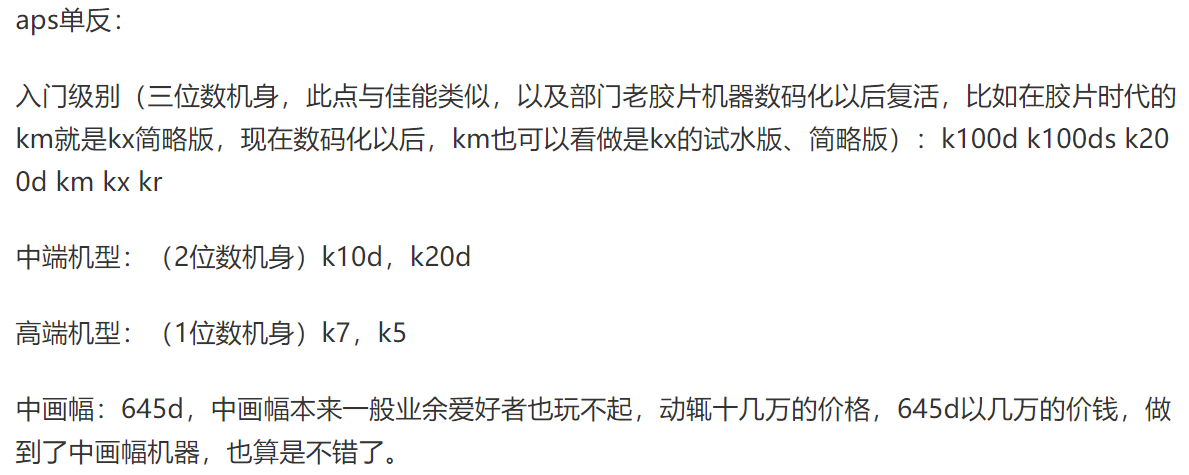 aps单反：
入门级别（三位数机身，此点与佳能类似，以及部门老胶片机器数码化以后复活，比如在胶片时代的
km就是kx简略版，现在数码化以后，km也可以看做是kx的试水版、简略版）：k100d k100ds k20
0d km kx kr
中端机型：（2位数机身）k10d，k20d
高端机型：（1位数机身）k7，k5
中画幅：645d，中画幅本来一般业余爱好者也玩不起，动辄十几万的价格，645d以几万的价钱，做
到了中画幅机器，也算是不错了。